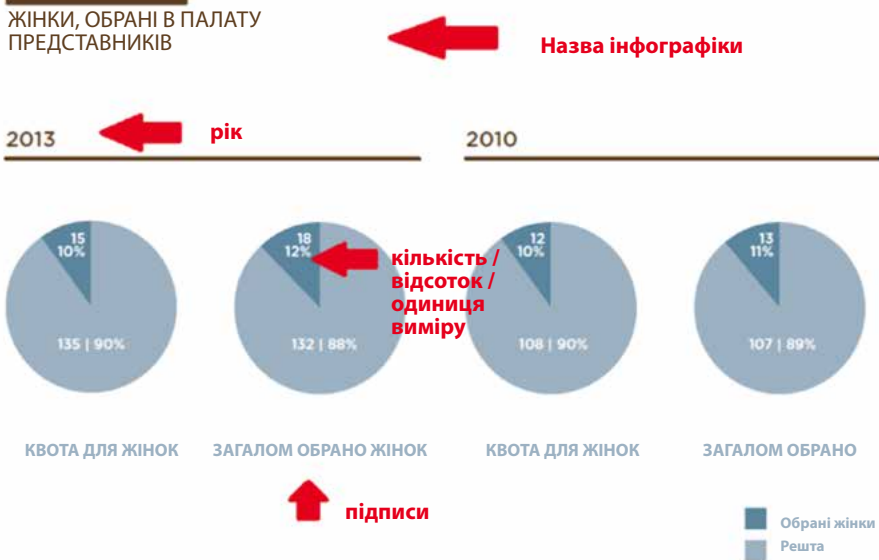 ЖІНКИ, ОБРАНІ В ПАЛАТУ
ПРЕДСТАВНИКІВ
Назва інфографіки
2013
рік
2010
15
10%
135 | 90%
18
12%
132 | 88%
кількість /
відсоток /
одиниця
виміру
12
10%
108 | 90%
13
11%
107 | 89%
КВОТА ДЛЯ ЖІНОК
ЗАГАЛОМ ОБРАНО ЖІНОК
КВОТА ДЛЯ ЖІНОК
ЗАГАЛОМ ОБРАНО
підписи
Обрані жінки
Решта